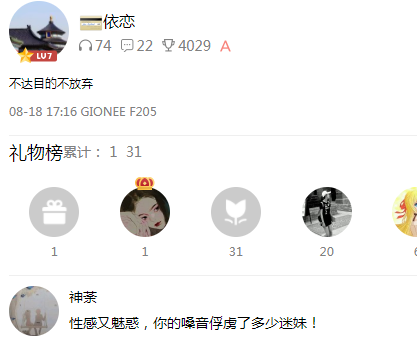 依恋
LV7
74 22 4029 A
不达目的不放弃
08-18 17:16 GIONEE F205
礼物榜累计： 1 31
1 1 31 20
神荼
性感又魅惑，你的嗓音俘虏了多少迷妹！